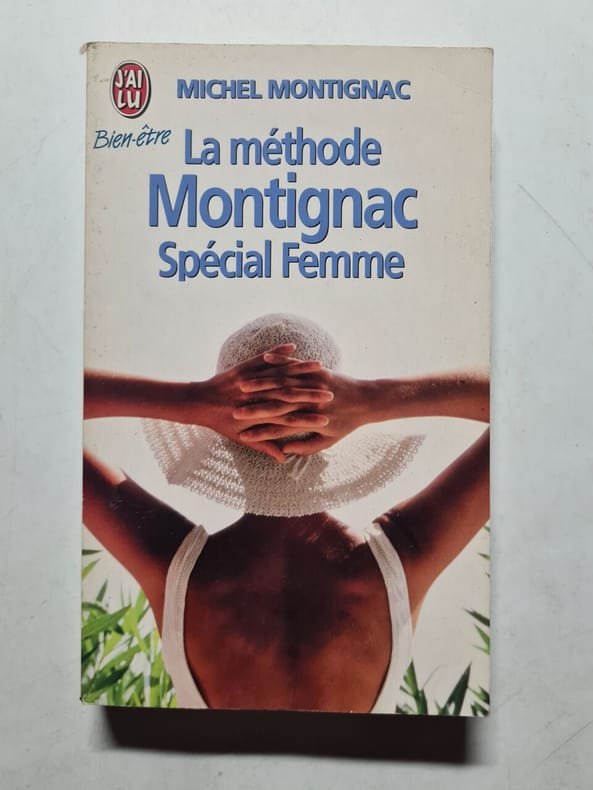 J'AI
LU
MICHEL MONTIGNAC
Bien-être
La méthode
Montignac
Spécial Femme